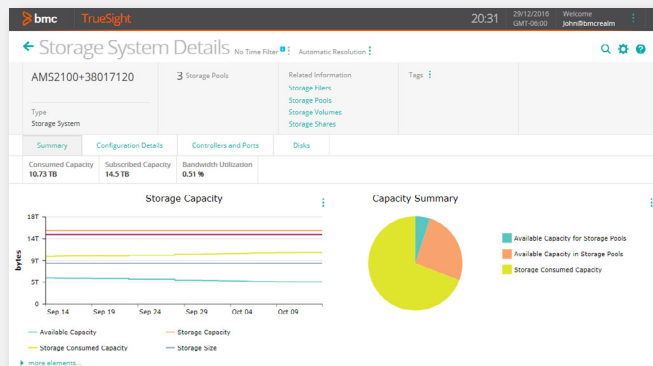 bmc TrueSight 20:31 29/12/2016 GMT-06:00 Welcome John@bmcrealm
Storage System Details No Time Filter Automatic Resolution
AMS2100+38017120
Type
Storage System
3 Storage Pools
Related Information
Storage Filers
Storage Pools
Storage Volumes
Storage Shares
Tags
Summary Configuration Details Controllers and Ports Disks
Consumed Capacity Subscribed Capacity Bandwidth Utilization
10.73 TB 14.5 TB 0.51 %
Storage Capacity
18T
14T
9T
5T
0
bytes
Sep 14 Sep 19 Sep 24 Sep 29 Oct 04 Oct 09
Available Capacity Storage Capacity
Storage Consumed Capacity Storage Size
more elements...
Capacity Summary
Available Capacity for Storage Pools
Available Capacity in Storage Pools
Storage Consumed Capacity